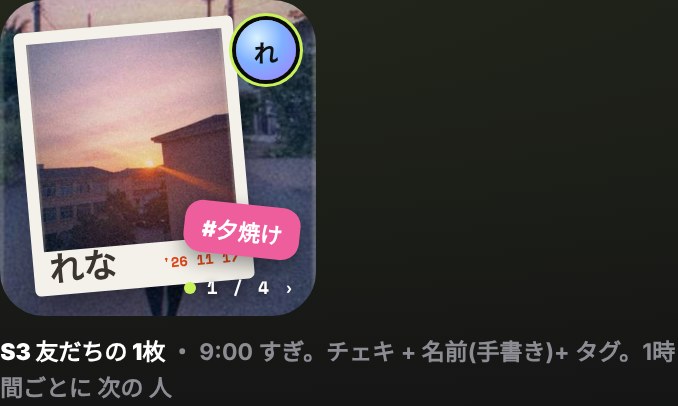 れ
#夕焼け
れな
'26 11 17
1 / 4 ›
S3 友だちの 1枚 ・ 9:00 すぎ。チェキ + 名前(手書き)+ タグ。1時
間ごとに 次の 人